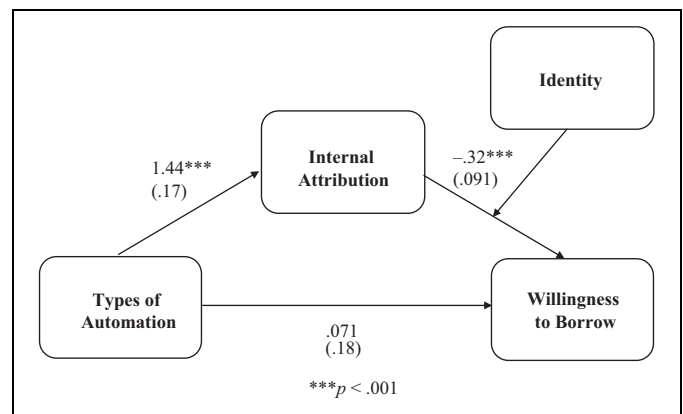 Identity
Internal
Attribution
1.44***
(.17)
–.32***
(.091)
Types of
Automation
Willingness
to Borrow
.071
(.18)
***p < .001